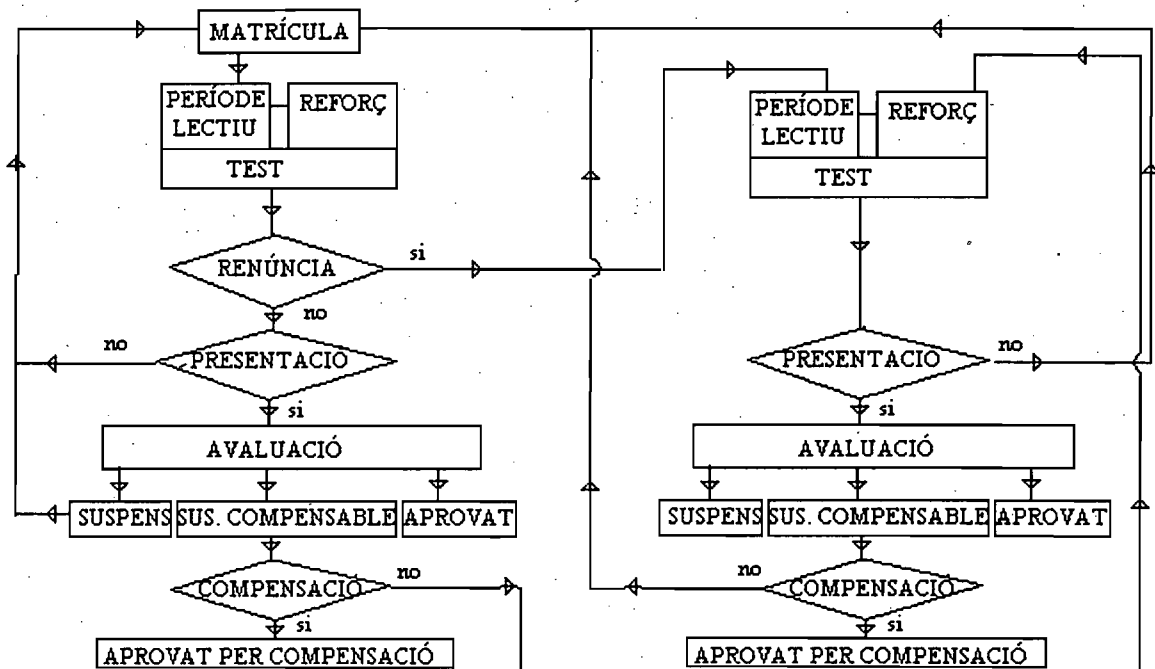 MATRÍCULA
PERÍODE
LECTIU
REFORÇ
TEST
RENÚNCIA
si
no
PRESENTACIO
no
si
AVALUACIÓ
SUSPENS
SUS. COMPENSABLE
APROVAT
COMPENSACIÓ
no
si
APROVAT PER COMPENSACIÓ
PERÍODE
LECTIU
REFORÇ
TEST
PRESENTACIO
no
si
AVALUACIÓ
SUSPENS
SUS. COMPENSABLE
APROVAT
no
COMPENSACIÓ
si
APROVAT PER COMPENSACIÓ